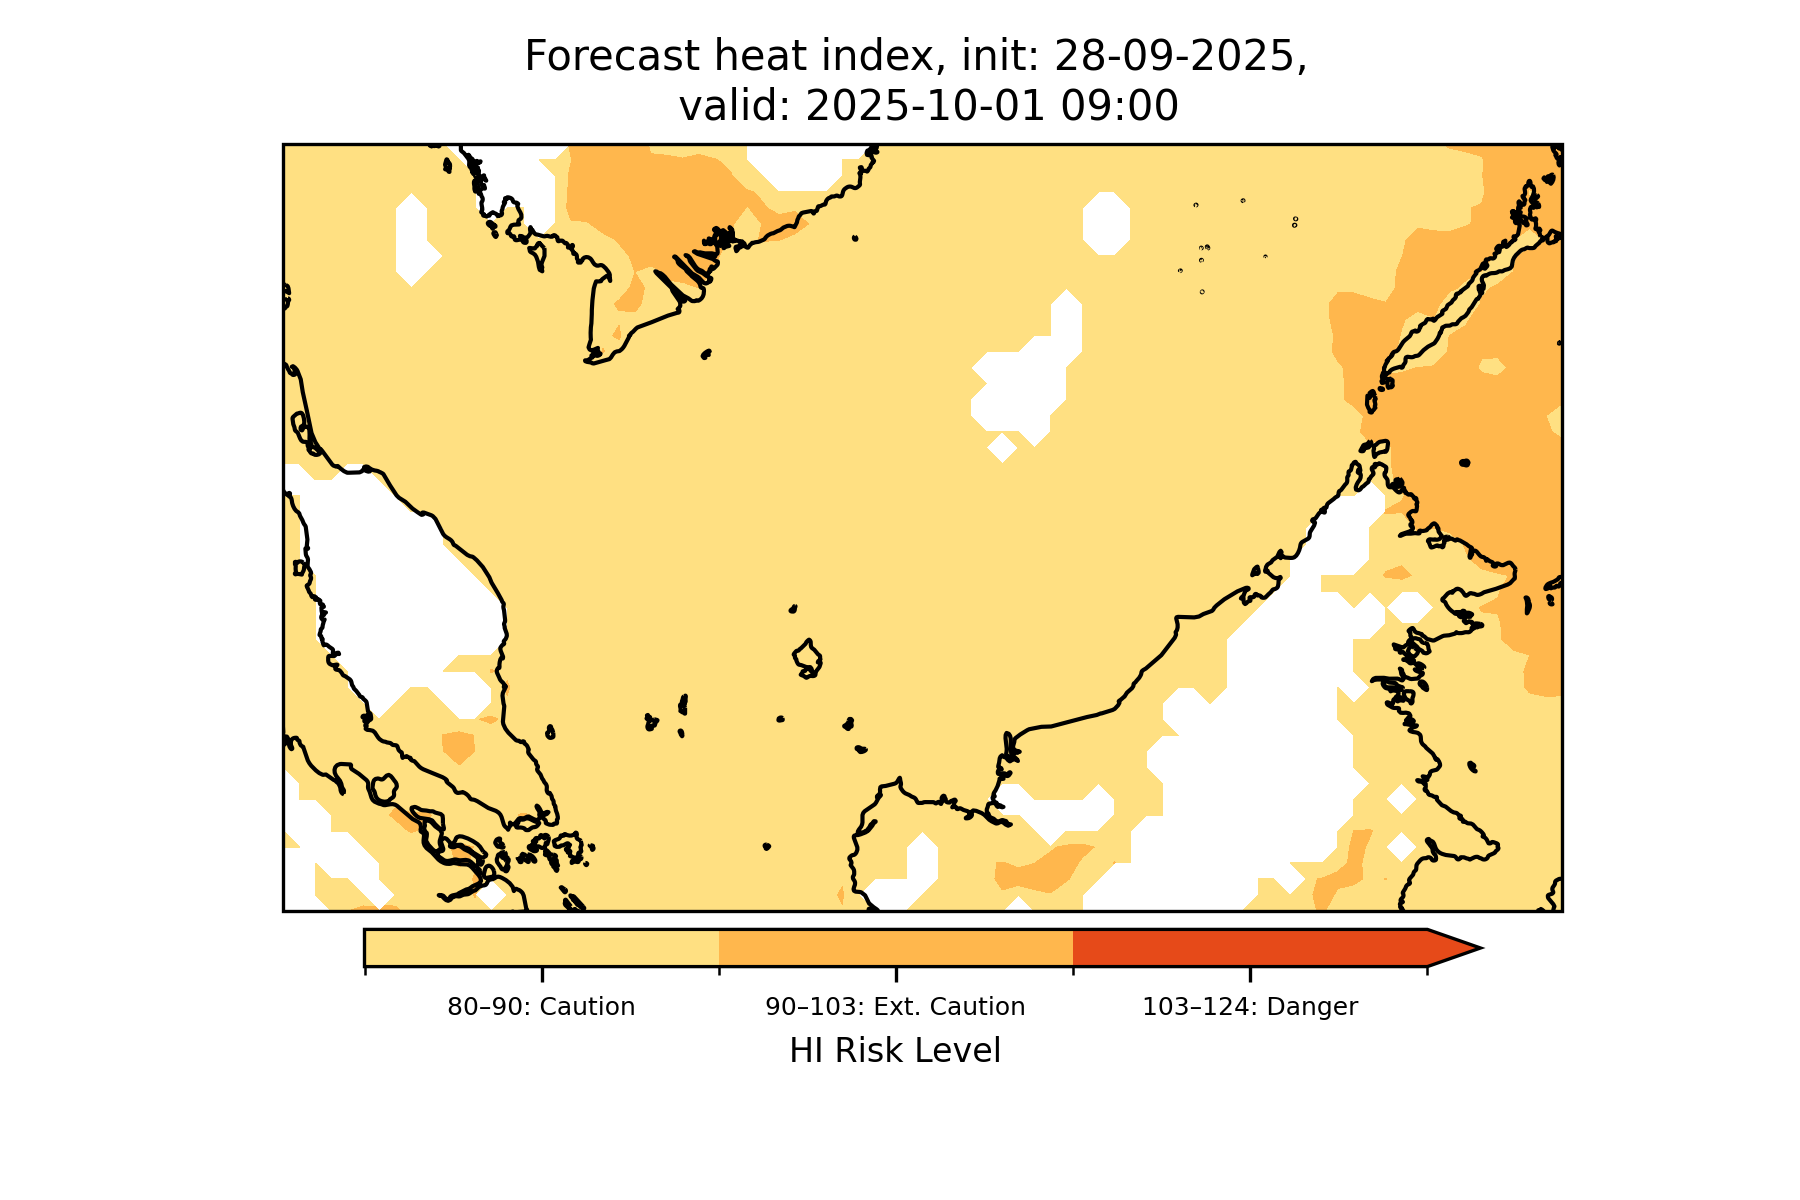 Forecast heat index, init: 28-09-2025,
valid: 2025-10-01 09:00
80–90: Caution
90–103: Ext. Caution
103–124: Danger
HI Risk Level